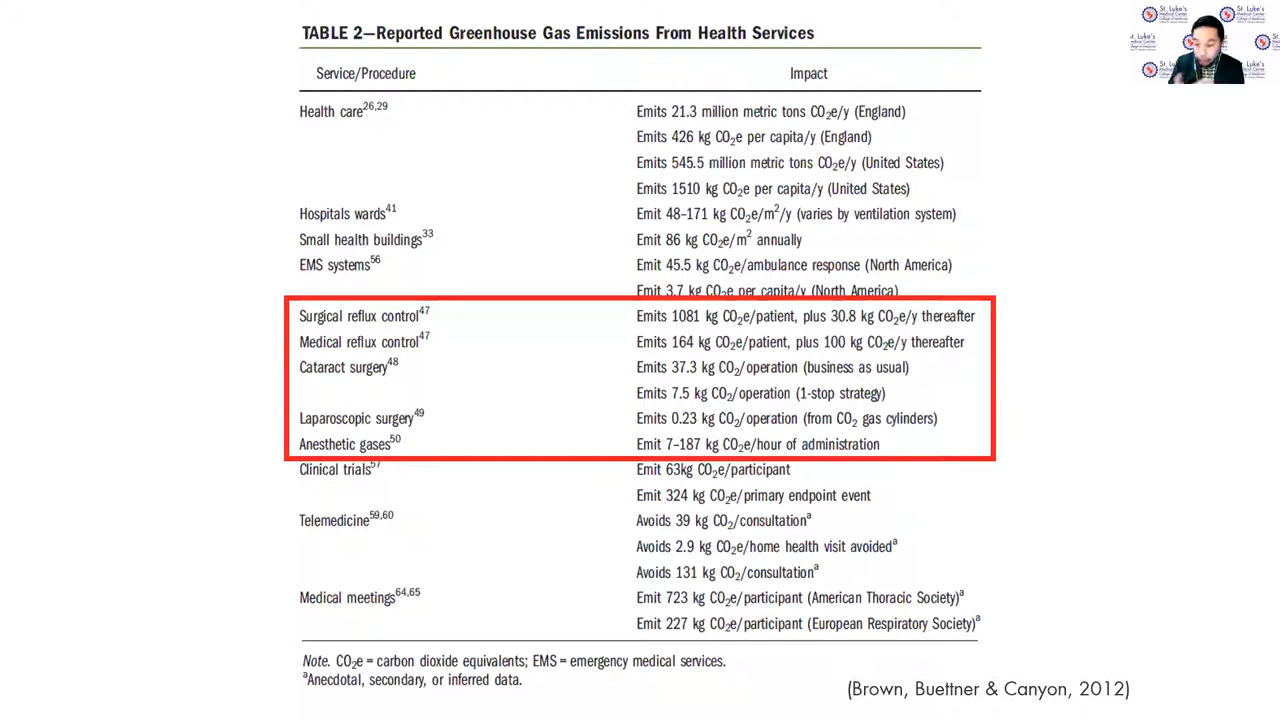 TABLE 2—Reported Greenhouse Gas Emissions From Health Services
Service/Procedure Impact
Health care26,29 Emits 21.3 million metric tons CO2e/y (England)
Emits 426 kg CO2e per capita/y (England)
Emits 545.5 million metric tons CO2e/y (United States)
Emits 1510 kg CO2e per capita/y (United States)
Hospitals wards41 Emit 48–171 kg CO2e/m2/y (varies by ventilation system)
Small health buildings33 Emit 86 kg CO2e/m2 annually
EMS systems56 Emit 45.5 kg CO2e/ambulance response (North America)
Emit 3.7 kg CO2e per capita/y (North America)
Surgical reflux control47 Emits 1081 kg CO2e/patient, plus 30.8 kg CO2e/y thereafter
Medical reflux control47 Emits 164 kg CO2e/patient, plus 100 kg CO2e/y thereafter
Cataract surgery48 Emits 37.3 kg CO2/operation (business as usual)
Emits 7.5 kg CO2/operation (1-stop strategy)
Laparoscopic surgery49 Emits 0.23 kg CO2/operation (from CO2 gas cylinders)
Anesthetic gases50 Emit 7–187 kg CO2e/hour of administration
Clinical trials57 Emit 63kg CO2e/participant
Emit 324 kg CO2e/primary endpoint event
Telemedicine59,60 Avoids 39 kg CO2/consultationa
Avoids 2.9 kg CO2e/home health visit avoideda
Avoids 131 kg CO2/consultationa
Medical meetings64,65 Emit 723 kg CO2e/participant (American Thoracic Society)a
Emit 227 kg CO2e/participant (European Respiratory Society)a
Note. CO2e = carbon dioxide equivalents; EMS = emergency medical services.
aAnecdotal, secondary, or inferred data.
(Brown, Buettner & Canyon, 2012)
St. Luke's
Medical Center
College of Medicine